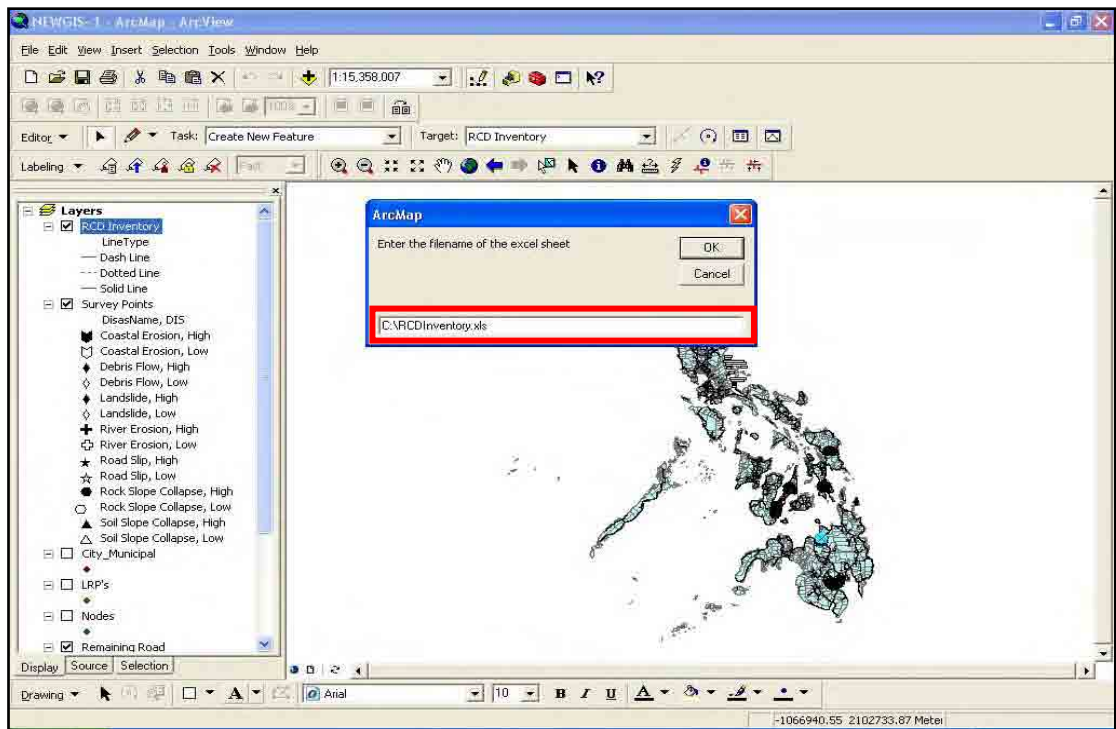 NEWGIS~1 - ArcMap - ArcView
File Edit View Insert Selection Tools Window Help
1:15,358,007
100%
Editor Task: Create New Feature Target: RCD Inventory
Labeling Fast
Layers
RCD Inventory
LineType
Dash Line
Dotted Line
Solid Line
Survey Points
DisasName, DIS
Coastal Erosion, High
Coastal Erosion, Low
Debris Flow, High
Debris Flow, Low
Landslide, High
Landslide, Low
River Erosion, High
River Erosion, Low
Road Slip, High
Road Slip, Low
Rock Slope Collapse, High
Rock Slope Collapse, Low
Soil Slope Collapse, High
Soil Slope Collapse, Low
City_Municipal
LRP's
Nodes
Remaining Road
Display Source Selection
ArcMap
Enter the filename of the excel sheet
OK
Cancel
C:\RCDInventory.xls
Drawing A Arial 10 B I U A
-1066940.55 2102733.87 Meter